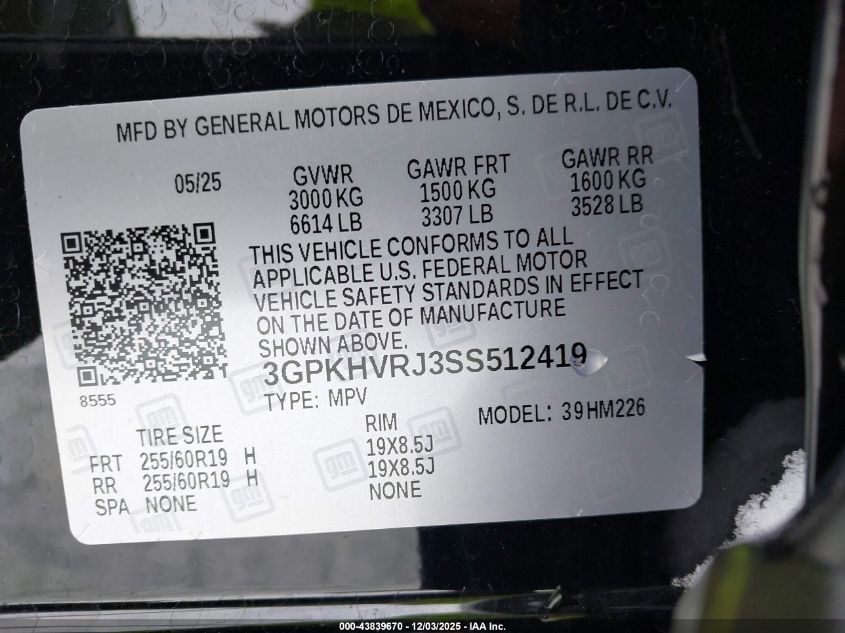 MFD BY GENERAL MOTORS DE MEXICO, S. DE R.L. DE C.V.
05/25 GVWR GAWR FRT GAWR RR
3000 KG 1500 KG 1600 KG
6614 LB 3307 LB 3528 LB
THIS VEHICLE CONFORMS TO ALL
APPLICABLE U.S. FEDERAL MOTOR
VEHICLE SAFETY STANDARDS IN EFFECT
ON THE DATE OF MANUFACTURE
SHOWN ABOVE.
3GPKHVRJ3SS512419
8555 TYPE: MPV MODEL: 39HM226
TIRE SIZE RIM
FRT 255/60R19 H 19X8.5J
RR 255/60R19 H 19X8.5J
SPA NONE NONE
gm
000-43839670 - 12/03/2025 - IAA Inc.